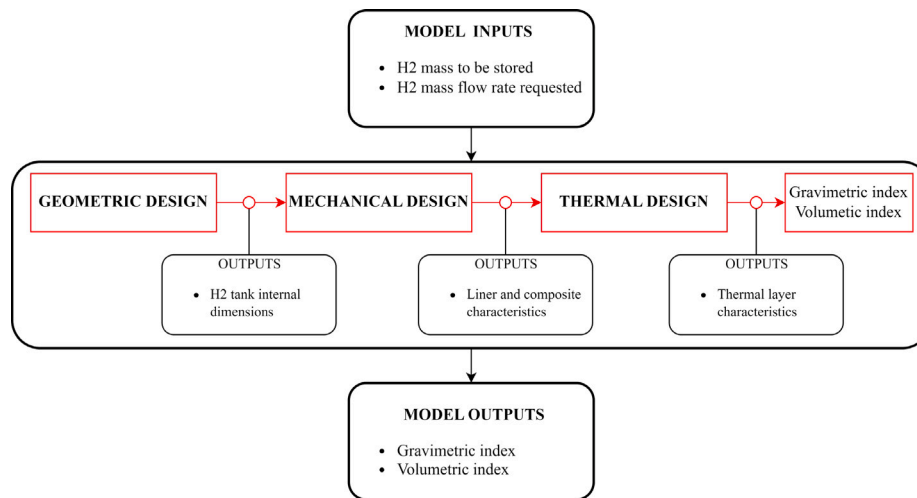 MODEL INPUTS
• H2 mass to be stored
• H2 mass flow rate requested
GEOMETRIC DESIGN
MECHANICAL DESIGN
THERMAL DESIGN
Gravimetric index
Volumetic index
OUTPUTS
• H2 tank internal
dimensions
OUTPUTS
• Liner and composite
characteristics
OUTPUTS
• Thermal layer
characteristics
MODEL OUTPUTS
• Gravimetric index
• Volumetric index